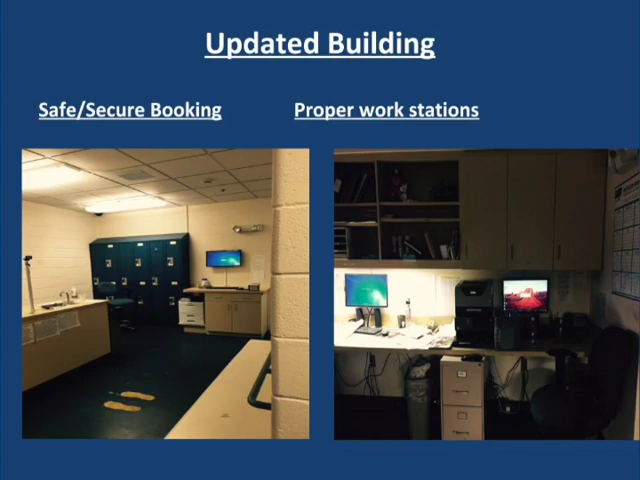 Updated Building
Safe/Secure Booking
Proper work stations